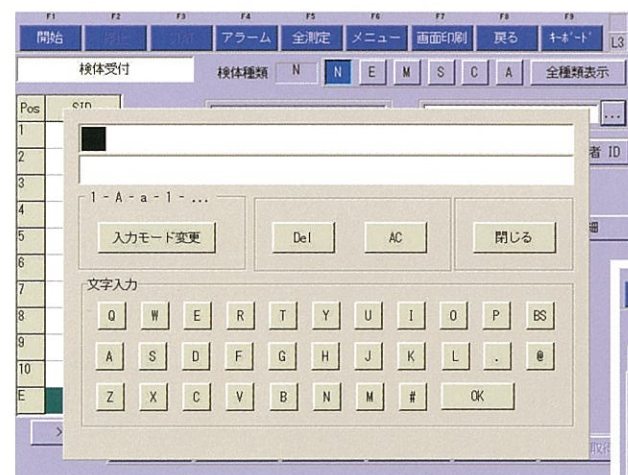 F1 F2 F3 F4 F5 F6 F7 F8 F9
開始 アラーム 全測定 メニュー 画面印刷 戻る キーボード L3
検体受付 検体種類 N N E M S C A 全種類表示
Pos SID ...
1
2 者 ID
3
4
5 細
6
7
8
9
10
E
1 - A - a - 1 - ...
入力モード変更 Del AC 閉じる
文字入力
Q W E R T Y U I O P BS
A S D F G H J K L . @
Z X C V B N M # OK